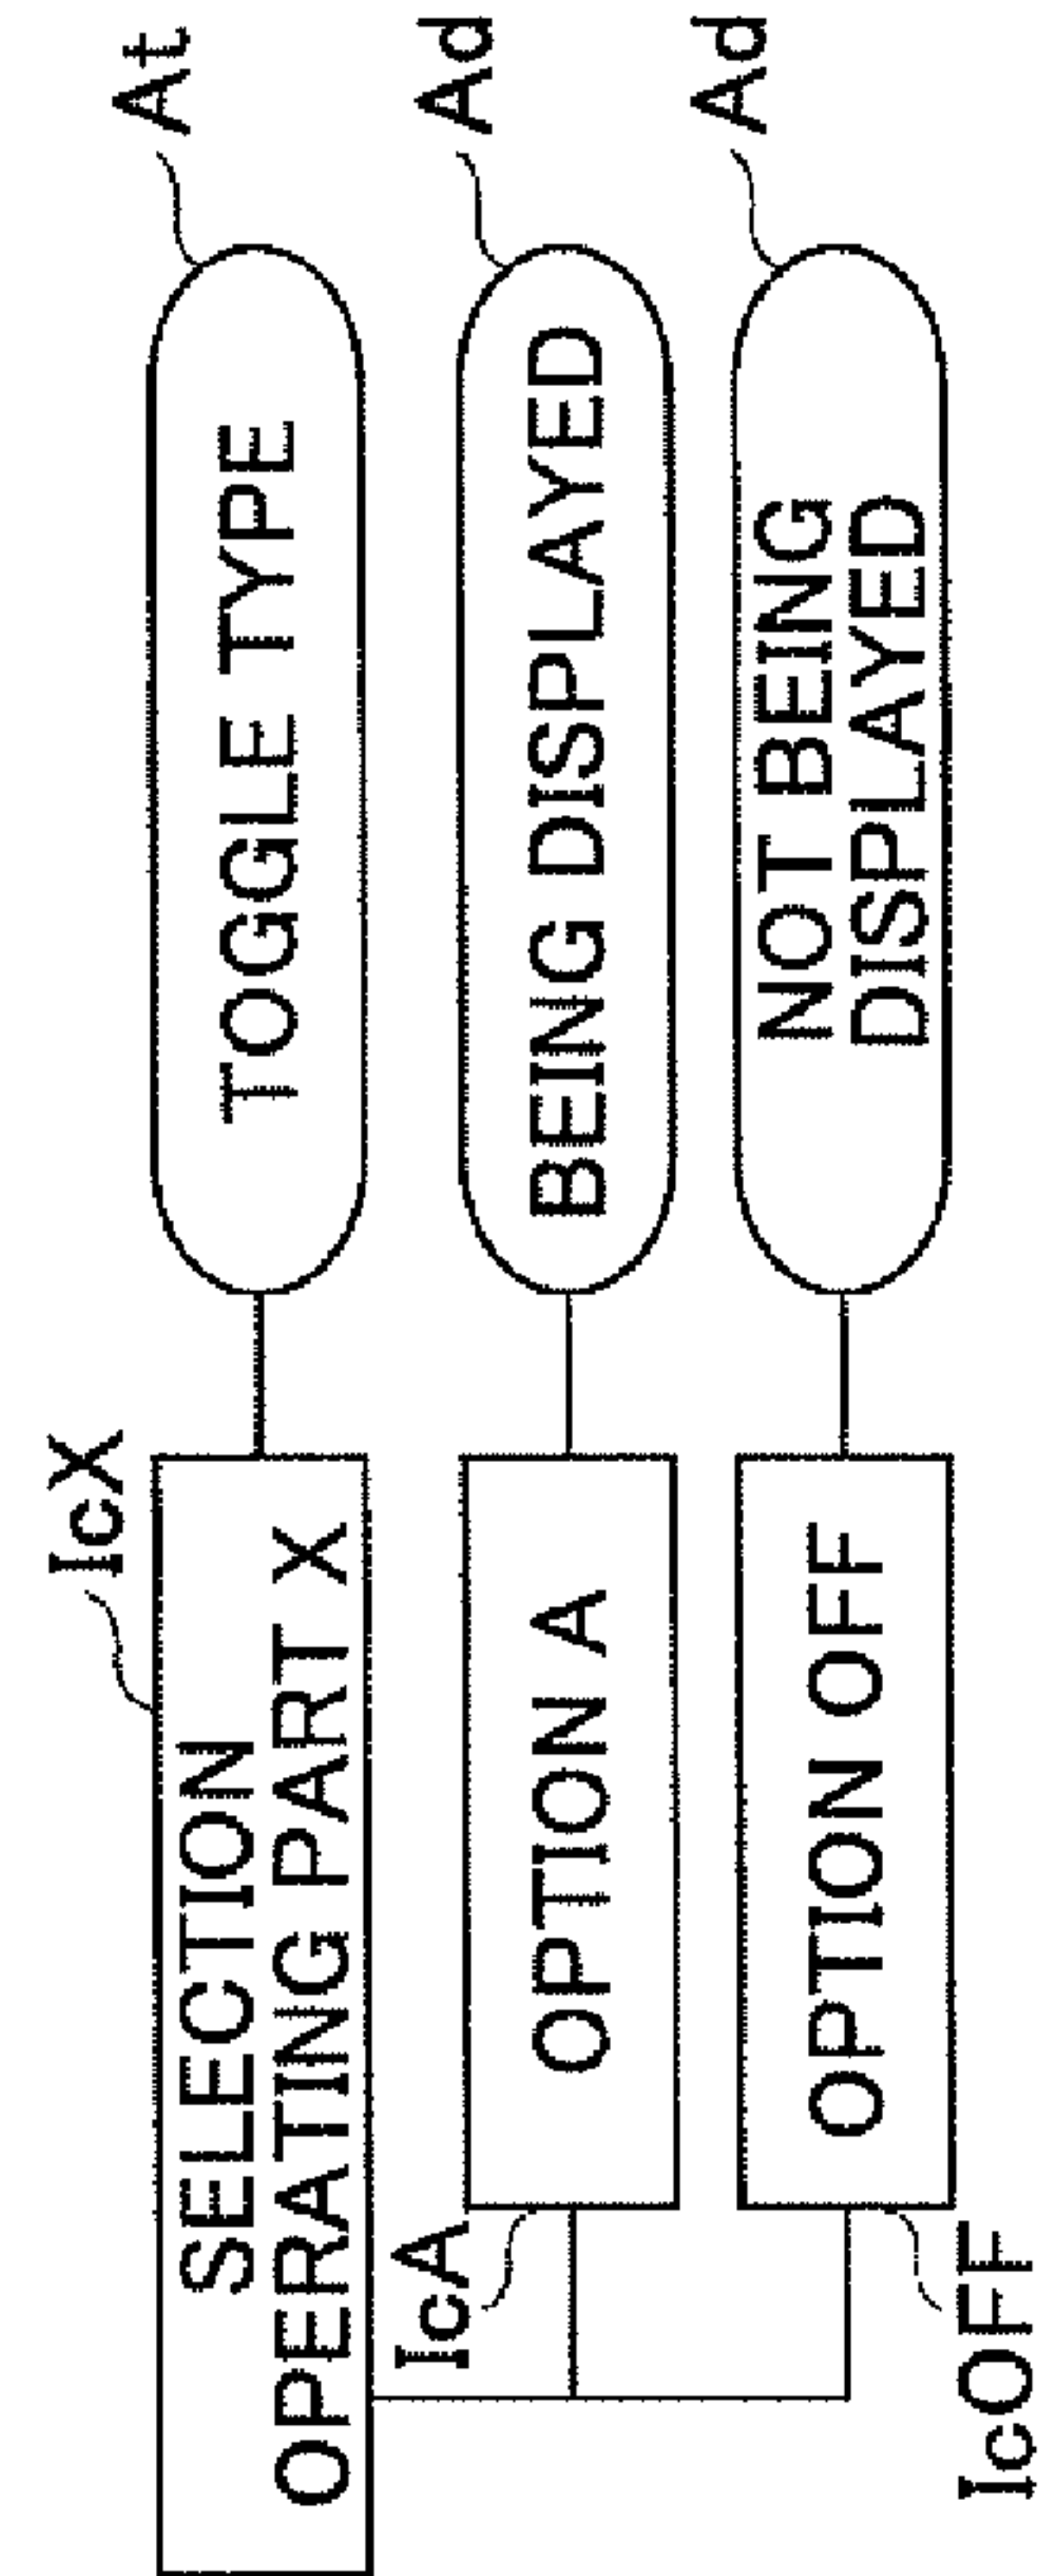 IcX
At
SELECTION
OPERATING PART X
TOGGLE TYPE
IcA
Ad
OPTION A
BEING DISPLAYED
Ad
OPTION OFF
NOT BEING
DISPLAYED
IcOFF